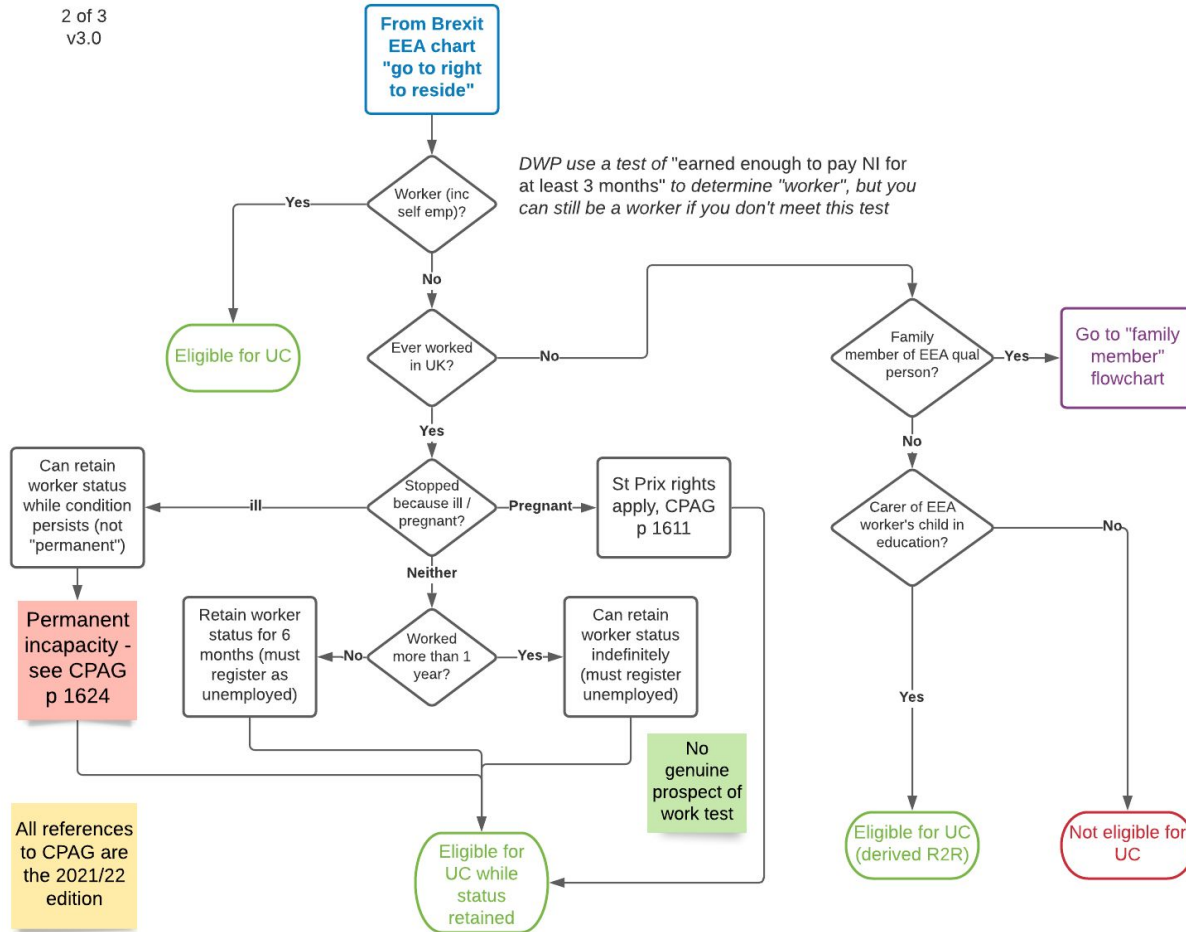 2 of 3
v3.0
From Brexit
EEA chart
"go to right
to reside"
DWP use a test of "earned enough to pay NI for
at least 3 months" to determine "worker", but you
can still be a worker if you don't meet this test
Worker (inc
self emp)?
Yes
No
Eligible for UC
Ever worked
in UK?
No
Yes
Family
member of EEA qual
person?
Yes
Go to "family
member"
flowchart
No
Can retain
worker status
while condition
persists (not
"permanent")
ill
Stopped
because ill /
pregnant?
Pregnant
St Prix rights
apply, CPAG
p 1611
Carer of EEA
worker's child in
education?
No
Neither
Permanent
incapacity -
see CPAG
p 1624
Retain worker
status for 6
months (must
register as
unemployed)
No
Worked
more than 1
year?
Yes
Can retain
worker status
indefinitely
(must register
unemployed)
Yes
No
genuine
prospect of
work test
All references
to CPAG are
the 2021/22
edition
Eligible for
UC while
status
retained
Eligible for UC
(derived R2R)
Not eligible for
UC